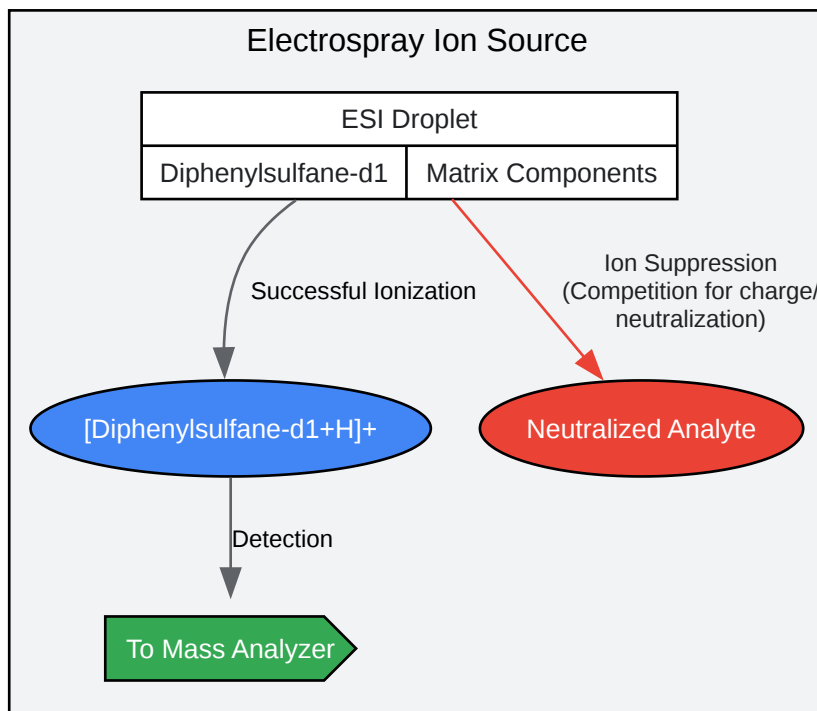 Electrospray Ion Source
ESI Droplet
Diphenylsulfane-d1
Matrix Components
Successful Ionization
Ion Suppression
(Competition for charge/
neutralization)
[Diphenylsulfane-d1+H]+
Neutralized Analyte
Detection
To Mass Analyzer